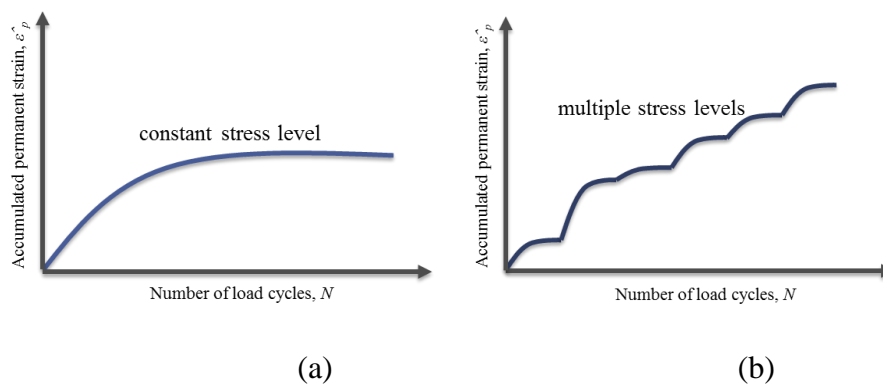 Accumulated permanent strain, ε̂p
constant stress level
Number of load cycles, N
(a)
Accumulated permanent strain, ε̂p
multiple stress levels
Number of load cycles, N
(b)